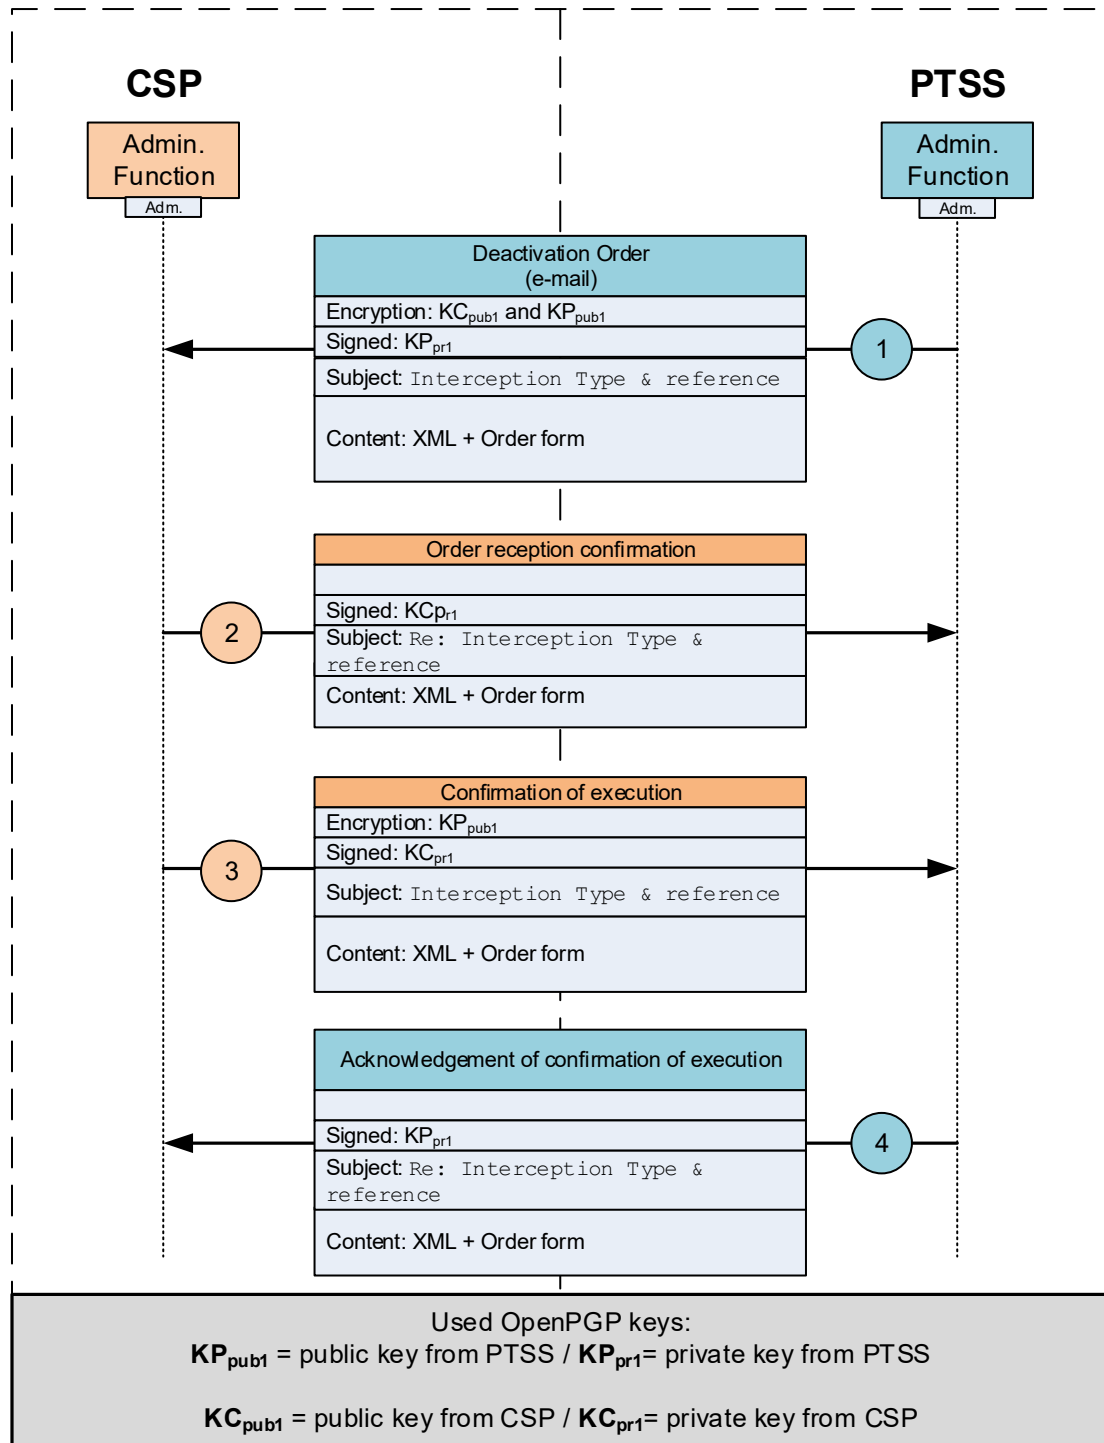 CSP
PTSS
Admin.
Function
Adm.
Admin.
Function
Adm.
Deactivation Order
(e-mail)
Encryption: KCpub1 and KPpub1
Signed: KPpr1
1
Subject: Interception Type & reference
Content: XML + Order form
Order reception confirmation
Signed: KCpr1
2
Subject: Re: Interception Type &
reference
Content: XML + Order form
Confirmation of execution
Encryption: KPpub1
Signed: KCpr1
3
Subject: Interception Type & reference
Content: XML + Order form
Acknowledgement of confirmation of execution
Signed: KPpr1
4
Subject: Re: Interception Type &
reference
Content: XML + Order form
Used OpenPGP keys:
KPpub1 = public key from PTSS / KPpr1= private key from PTSS
KCpub1 = public key from CSP / KCpr1= private key from CSP